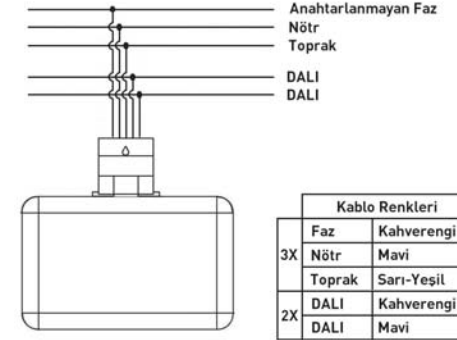 Anahtarlanmayan Faz
Nötr
Toprak
DALI
DALI
Kablo Renkleri
3X
Faz Kahverengi
Nötr Mavi
Toprak Sarı-Yeşil
2X
DALI Kahverengi
DALI Mavi